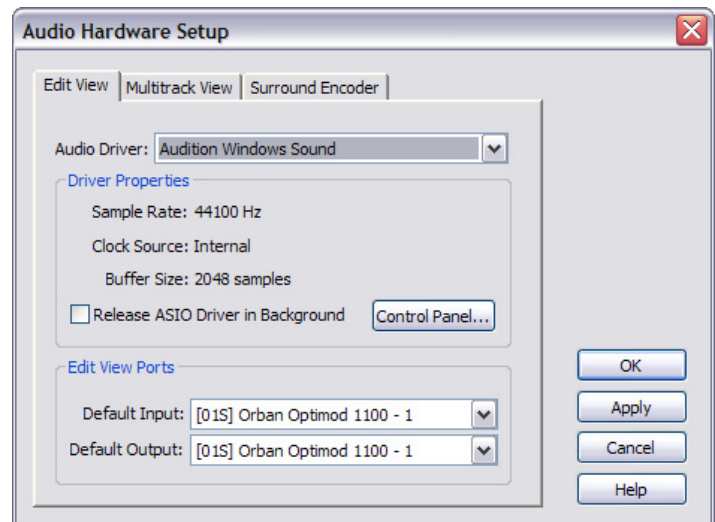 Audio Hardware Setup
Edit View
Multitrack View
Surround Encoder
Audio Driver: Audition Windows Sound
Driver Properties
Sample Rate: 44100 Hz
Clock Source: Internal
Buffer Size: 2048 samples
Release ASIO Driver in Background
Control Panel...
Edit View Ports
Default Input: [01S] Orban Optimod 1100 - 1
Default Output: [01S] Orban Optimod 1100 - 1
OK
Apply
Cancel
Help